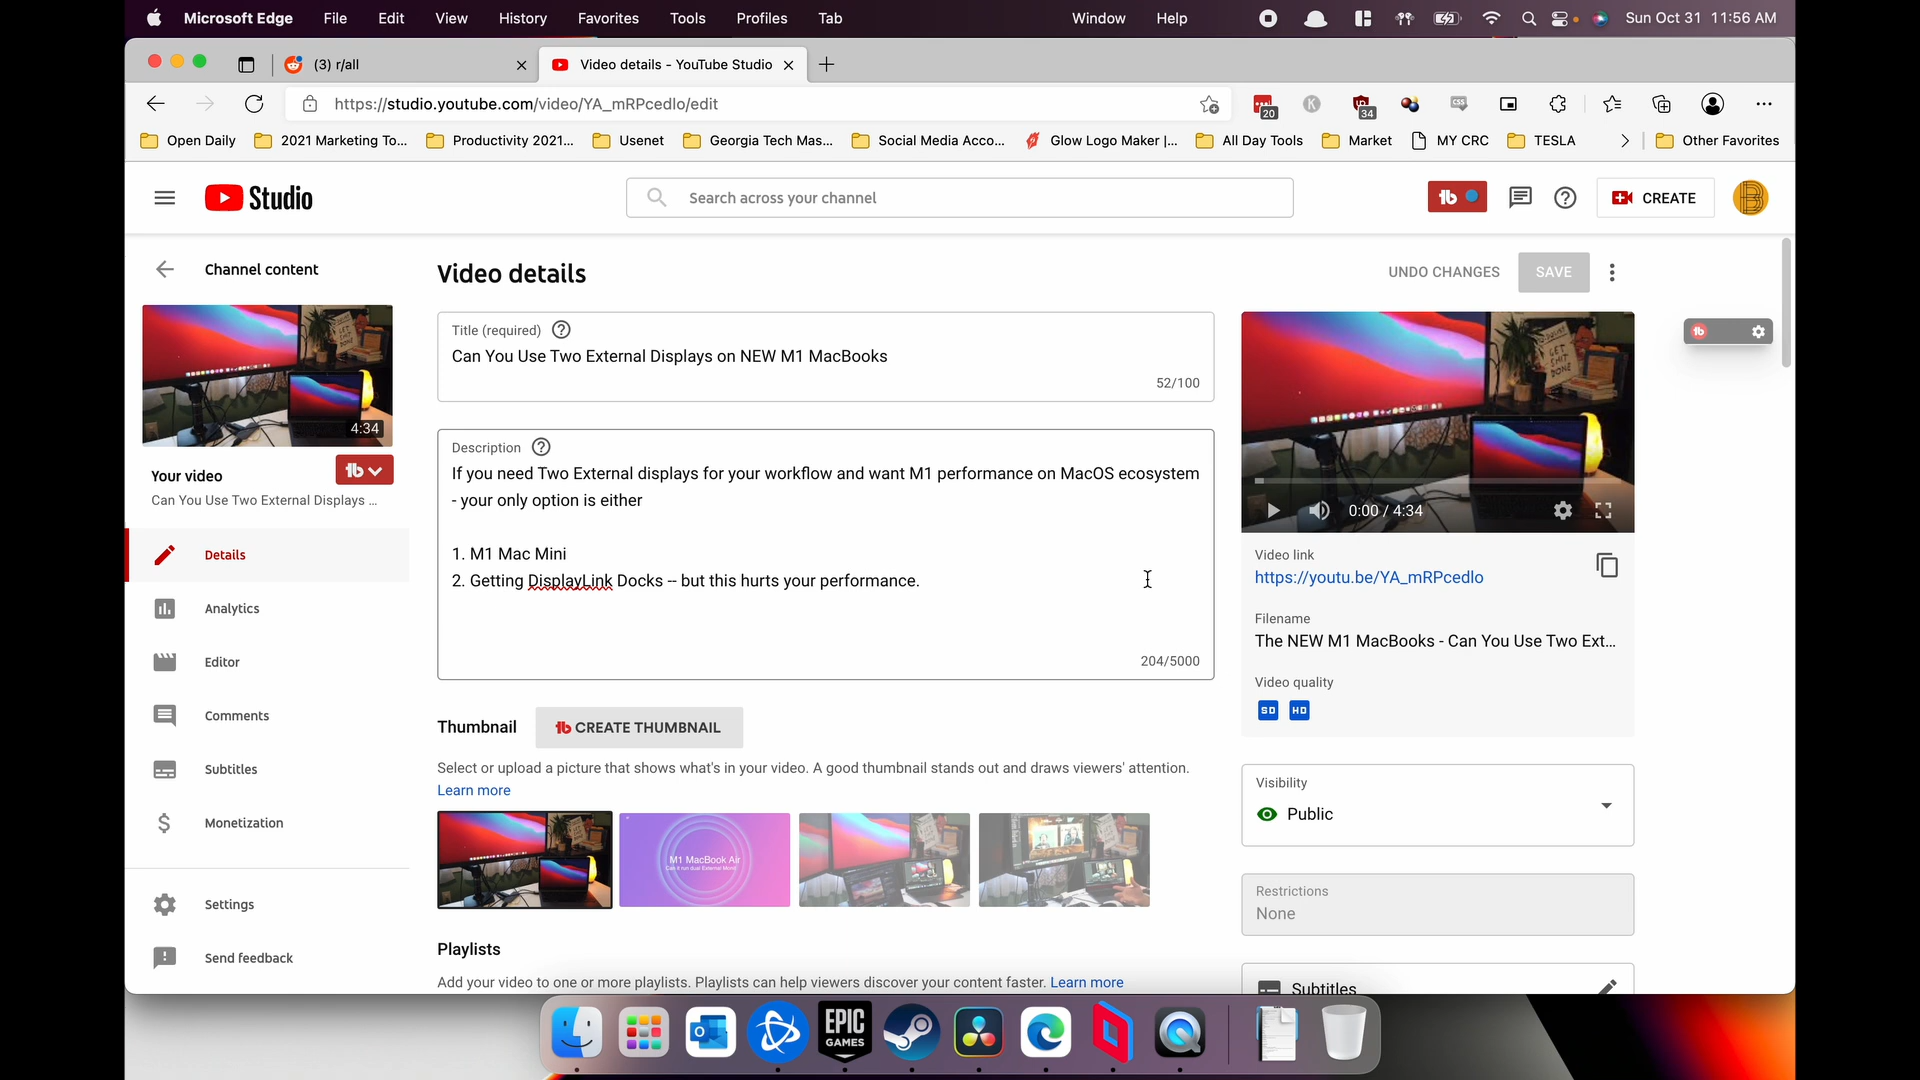 Microsoft Edge File Edit View History Favorites Tools Profiles Tab Window Help Sun Oct 31 11:56 AM
(3) r/all
Video details - YouTube Studio
https://studio.youtube.com/video/YA_mRPcedIo/edit
20
K
34
CSS
Open Daily
2021 Marketing To...
Productivity 2021...
Usenet
Georgia Tech Mas...
Social Media Acco...
Glow Logo Maker |...
All Day Tools
Market
MY CRC
TESLA
Other Favorites
Studio
Search across your channel
tb
CREATE
Channel content
4:34
Your video
tb
Can You Use Two External Displays ...
Details
Analytics
Editor
Comments
Subtitles
Monetization
Settings
Send feedback
Video details
UNDO CHANGES
SAVE
Title (required)
Can You Use Two External Displays on NEW M1 MacBooks
52/100
Description
If you need Two External displays for your workflow and want M1 performance on MacOS ecosystem
- your only option is either
1. M1 Mac Mini
2. Getting DisplayLink Docks -- but this hurts your performance.
204/5000
Thumbnail
tb CREATE THUMBNAIL
Select or upload a picture that shows what's in your video. A good thumbnail stands out and draws viewers' attention.
Learn more
M1 MacBook Air
Playlists
Add your video to one or more playlists. Playlists can help viewers discover your content faster. Learn more
0:00 / 4:34
Video link
https://youtu.be/YA_mRPcedIo
Filename
The NEW M1 MacBooks - Can You Use Two Ext...
Video quality
SD HD
Visibility
Public
Restrictions
None
Subtitles
tb
EPIC
GAMES